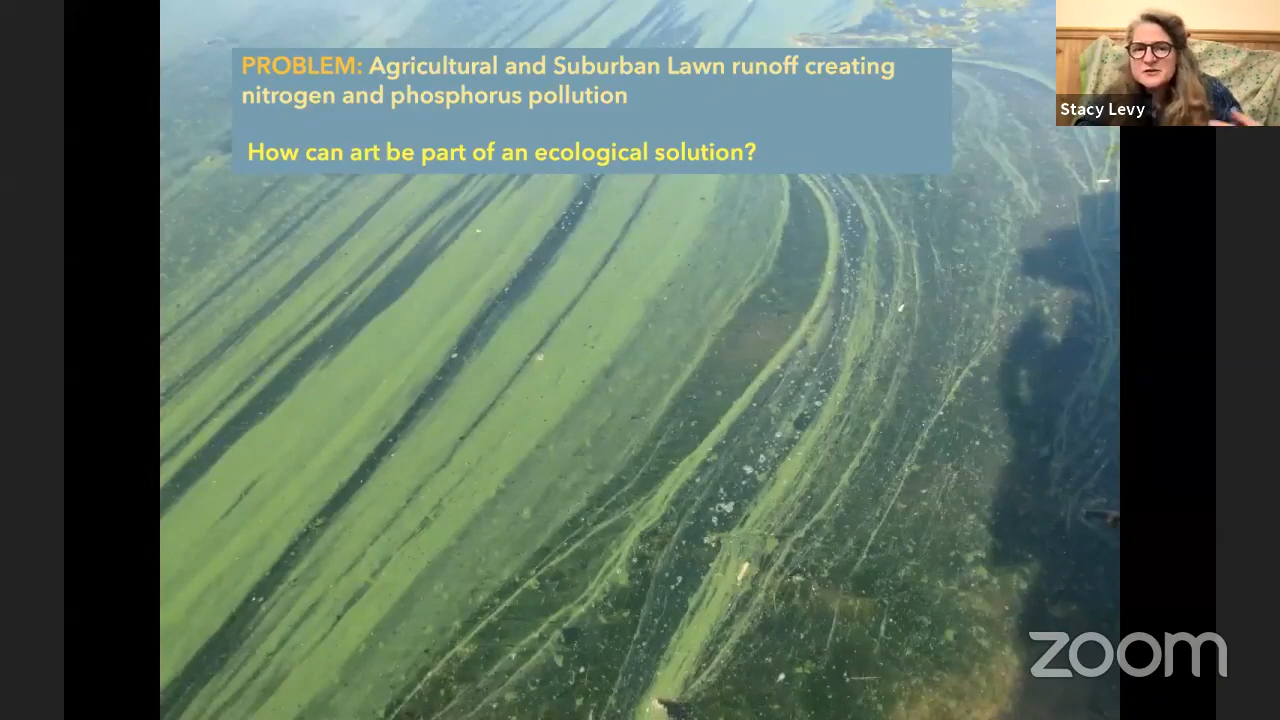 PROBLEM: Agricultural and Suburban Lawn runoff creating
nitrogen and phosphorus pollution
How can art be part of an ecological solution?
Stacy Levy
zoom